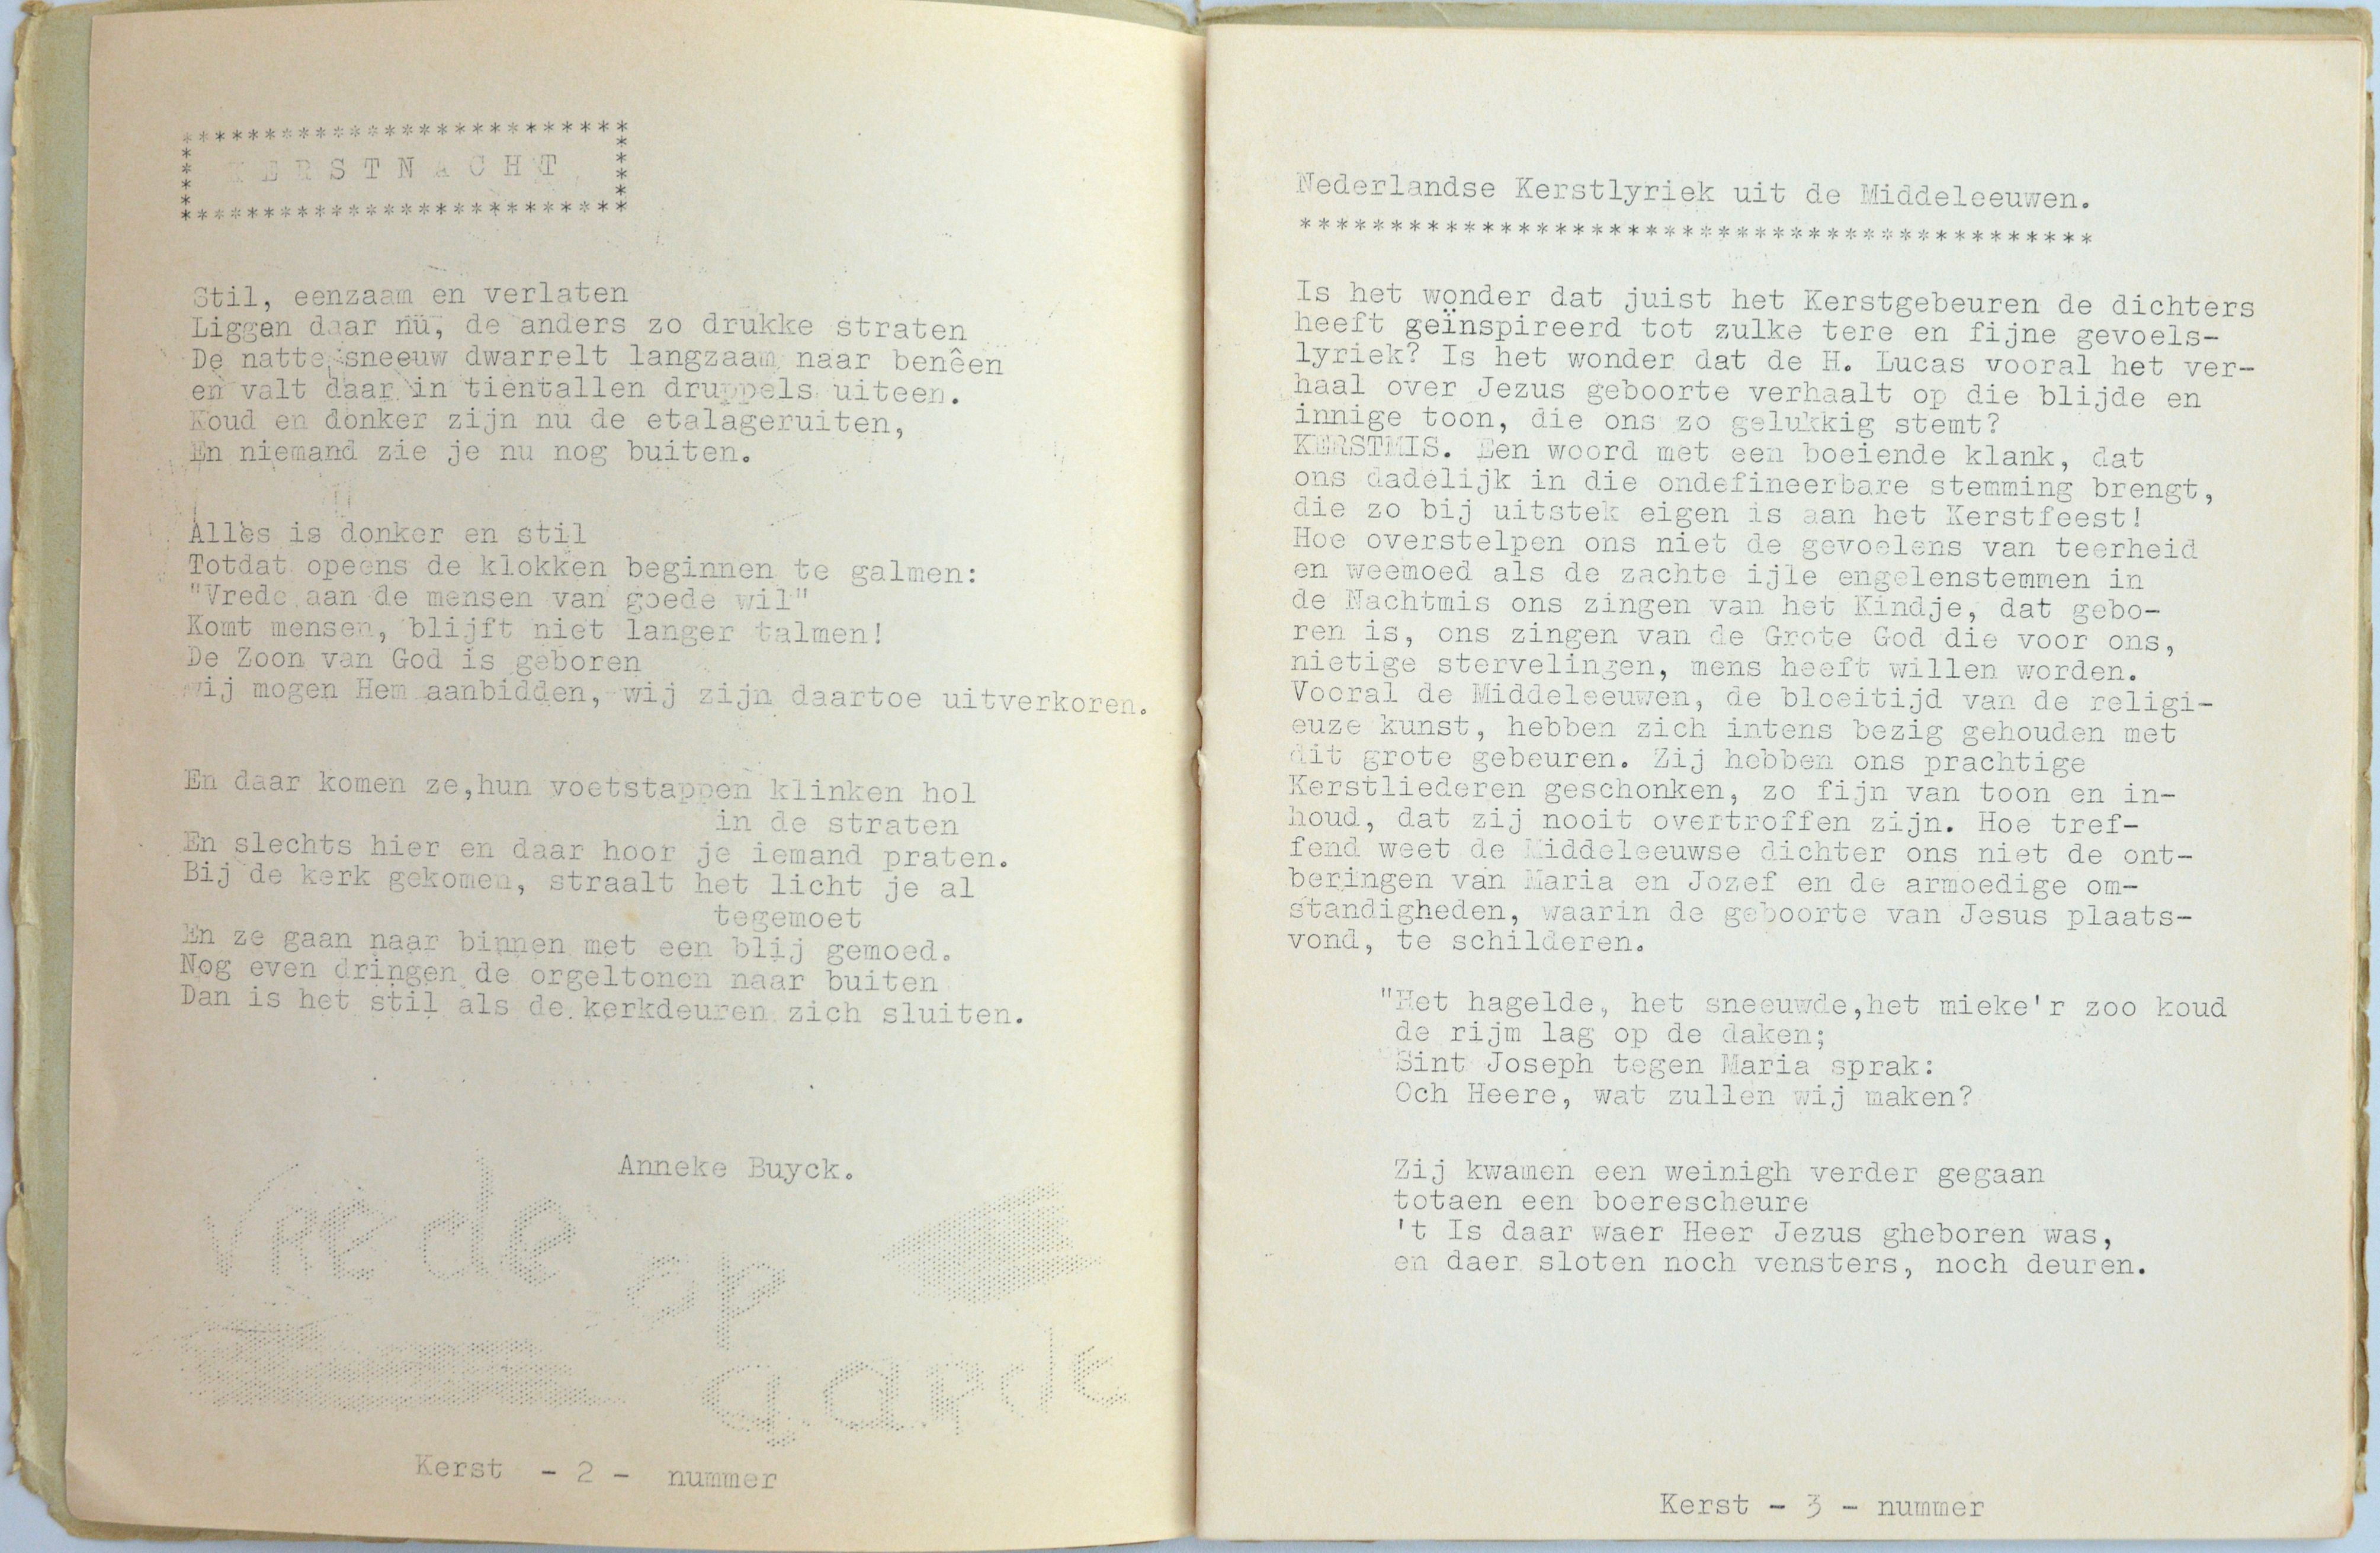 **************************
* KERSTNACHT *
**************************
Stil, eenzaam en verlaten
Liggen daar nu, de anders zo drukke straten
De natte sneeuw dwarrelt langzaam naar benêen
en valt daar in tientallen druppels uiteen.
Koud en donker zijn nu de etalageruiten,
En niemand zie je nu nog buiten.
Alles is donker en stil
Totdat opeens de klokken beginnen te galmen:
"Vrede aan de mensen van goede wil"
Komt mensen, blijft niet langer talmen!
De Zoon van God is geboren
wij mogen Hem aanbidden, wij zijn daartoe uitverkoren.
En daar komen ze,hun voetstappen klinken hol
in de straten
En slechts hier en daar hoor je iemand praten.
Bij de kerk gekomen, straalt het licht je al
tegemoet
En ze gaan naar binnen met een blij gemoed.
Nog even dringen de orgeltonen naar buiten
Dan is het stil als de kerkdeuren zich sluiten.
Anneke Buyck.
Vrede
op
aarde
Kerst - 2 - nummer
Nederlandse Kerstlyriek uit de Middeleeuwen.
********************************************
Is het wonder dat juist het Kerstgebeuren de dichters
heeft geïnspireerd tot zulke tere en fijne gevoels-
lyriek? Is het wonder dat de H. Lucas vooral het ver-
haal over Jezus geboorte verhaalt op die blijde en
innige toon, die ons zo gelukkig stemt?
KERSTMIS. Een woord met een boeiende klank, dat
ons dadelijk in die ondefineerbare stemming brengt,
die zo bij uitstek eigen is aan het Kerstfeest!
Hoe overstelpen ons niet de gevoelens van teerheid
en weemoed als de zachte ijle engelenstemmen in
de Nachtmis ons zingen van het Kindje, dat gebo-
ren is, ons zingen van de Grote God die voor ons,
nietige stervelingen, mens heeft willen worden.
Vooral de Middeleeuwen, de bloeitijd van de religi-
euze kunst, hebben zich intens bezig gehouden met
dit grote gebeuren. Zij hebben ons prachtige
Kerstliederen geschonken, zo fijn van toon en in-
houd, dat zij nooit overtroffen zijn. Hoe tref-
fend weet de Middeleeuwse dichter ons niet de ont-
beringen van Maria en Jozef en de armoedige om-
standigheden, waarin de geboorte van Jesus plaats-
vond, te schilderen.
"Het hagelde, het sneeuwde,het mieke'r zoo koud
de rijm lag op de daken;
Sint Joseph tegen Maria sprak:
Och Heere, wat zullen wij maken?
Zij kwamen een weinigh verder gegaan
totaen een boerescheure
't Is daar waer Heer Jezus gheboren was,
en daer sloten noch vensters, noch deuren.
Kerst - 3 - nummer